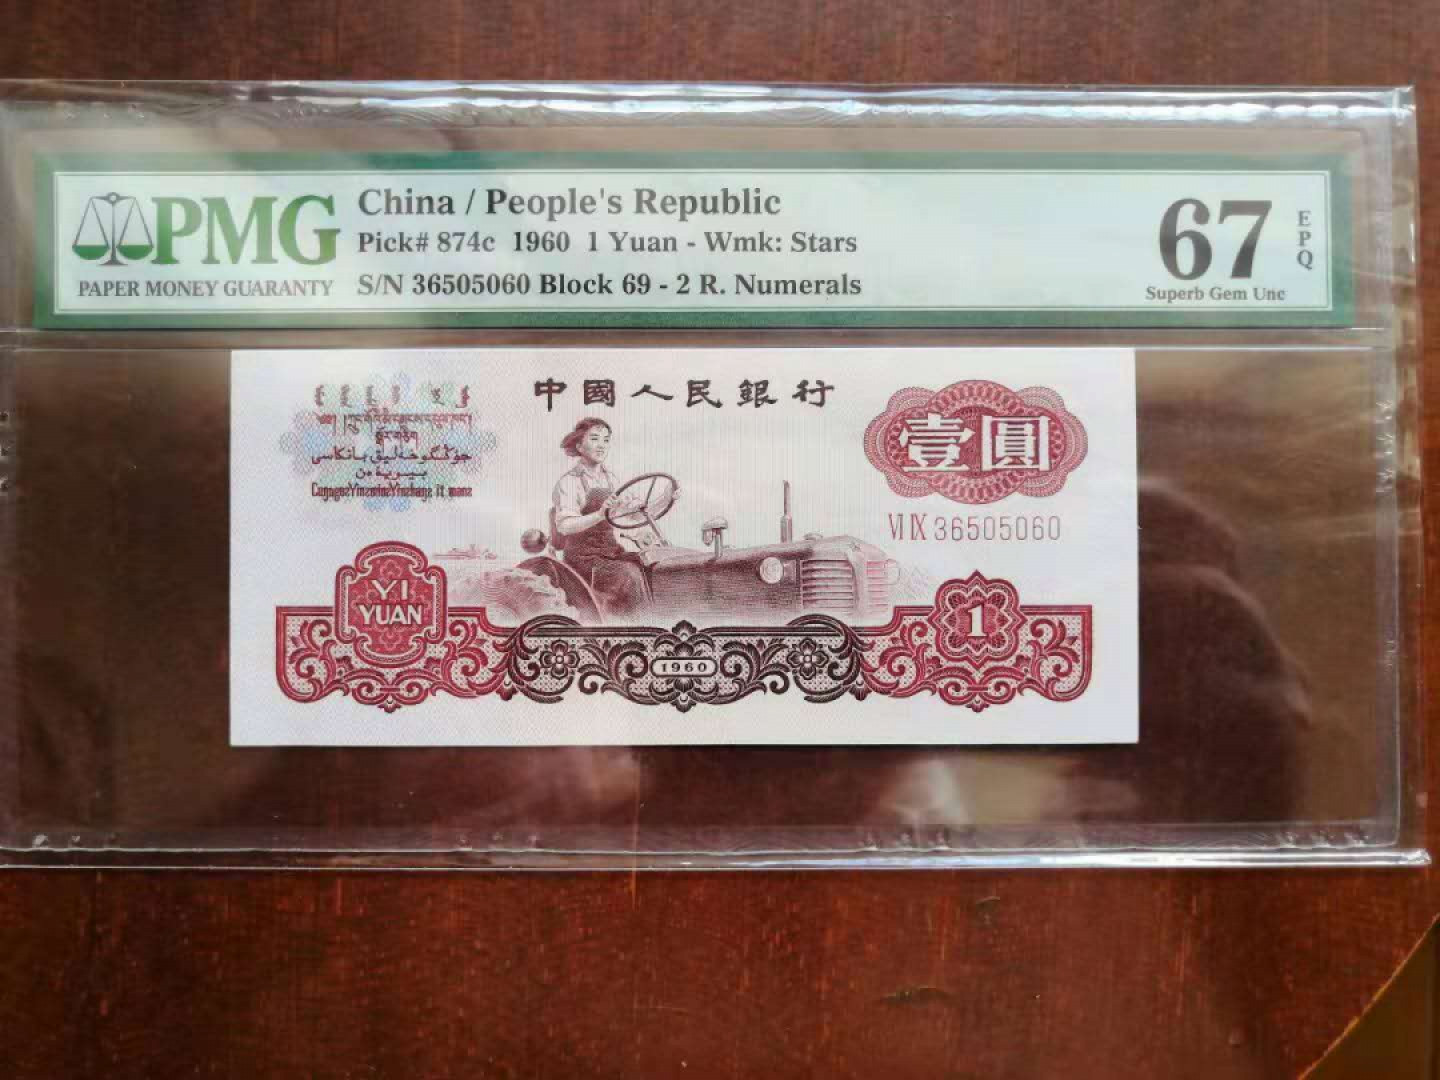 PMG
PAPER MONEY GUARANTY
China / People's Republic
Pick# 874c 1960 1 Yuan - Wmk: Stars
S/N 36505060 Block 69 - 2 R. Numerals
67
EPQ
Superb Gem Unc
中國人民銀行
壹圓
VI IX 36505060
YI
YUAN
1960
1